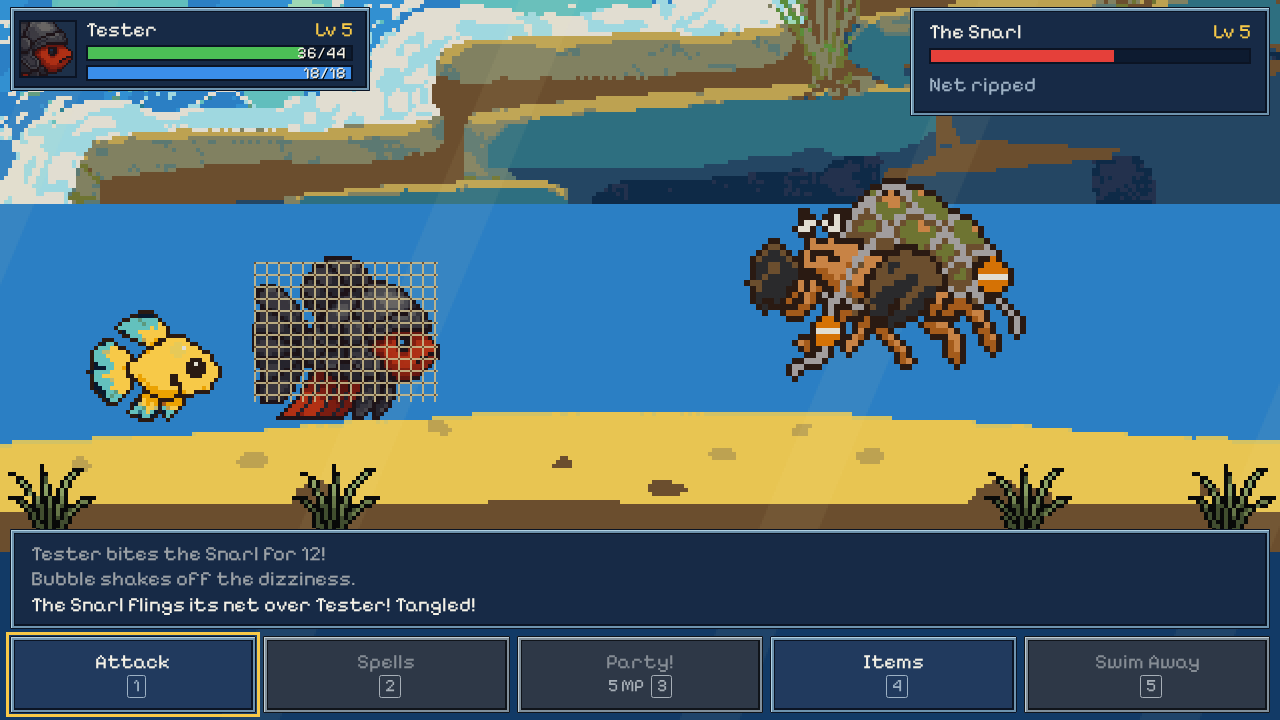 Tester Lv 5
36/44
18/18
The Snarl Lv 5
Net ripped
Tester bites the Snarl for 12!
Bubble shakes off the dizziness.
The Snarl flings its net over Tester! Tangled!
Attack Spells Party! Items Swim Away
1 2 5 MP 3 4 5